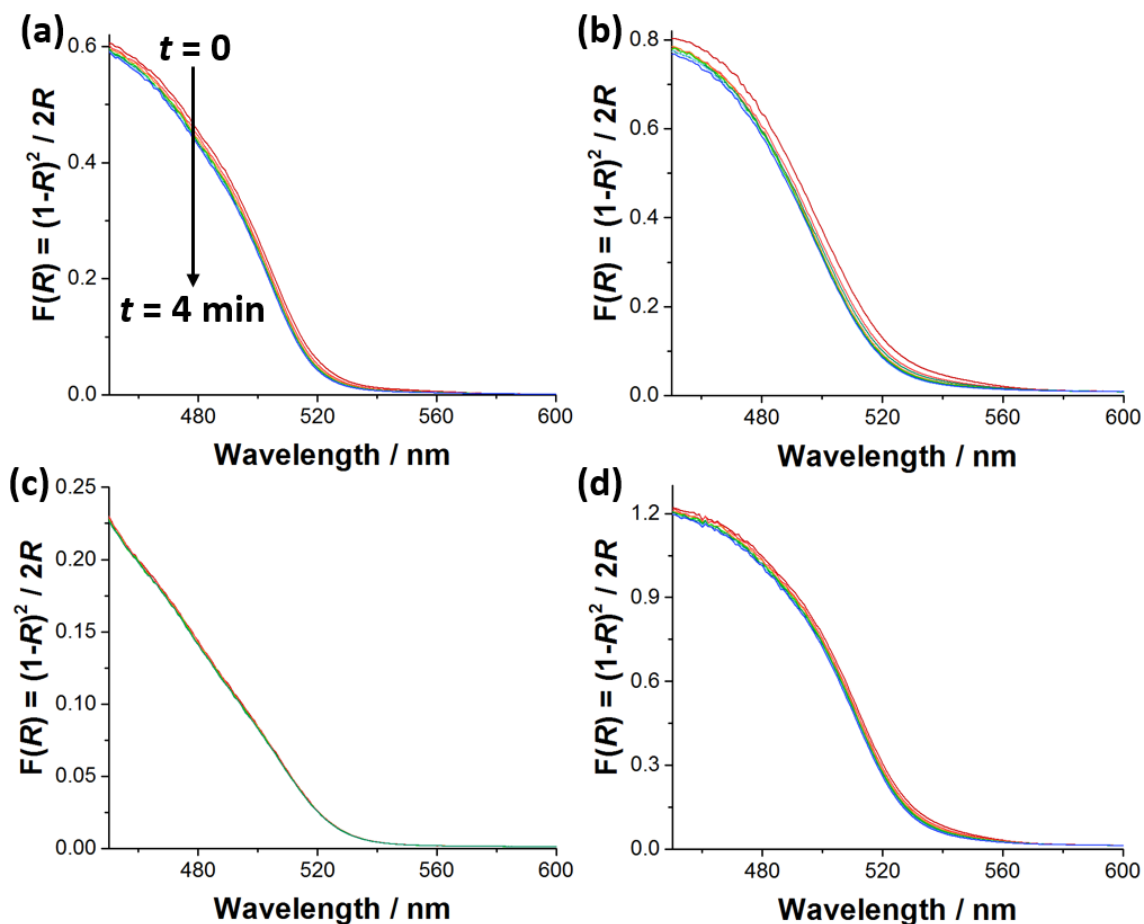 (a)
t = 0
t = 4 min
F(R) = (1-R)² / 2R
0.6
0.4
0.2
0.0
480 520 560 600
Wavelength / nm
(b)
F(R) = (1-R)² / 2R
0.8
0.6
0.4
0.2
0.0
480 520 560 600
Wavelength / nm
(c)
F(R) = (1-R)² / 2R
0.25
0.20
0.15
0.10
0.05
0.00
480 520 560 600
Wavelength / nm
(d)
F(R) = (1-R)² / 2R
1.2
0.9
0.6
0.3
0.0
480 520 560 600
Wavelength / nm